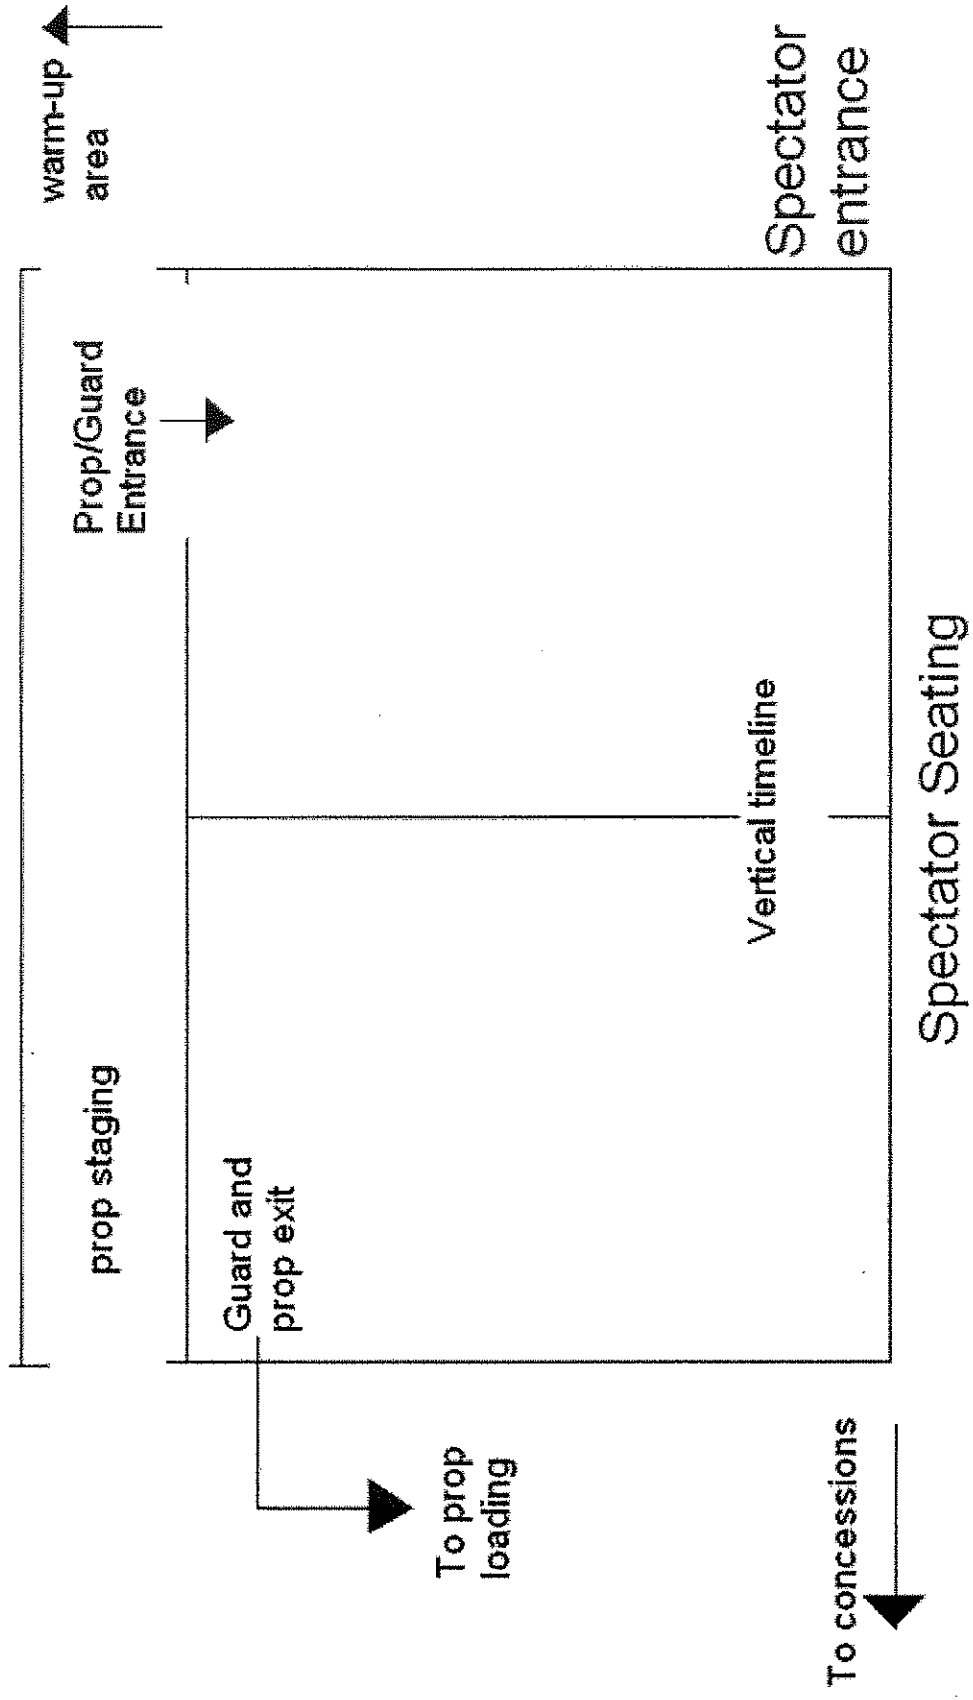 warm-up
area
prop staging
Prop/Guard
Entrance
Guard and
prop exit
To prop
loading
Vertical timeline
Spectator
entrance
To concessions
Spectator Seating